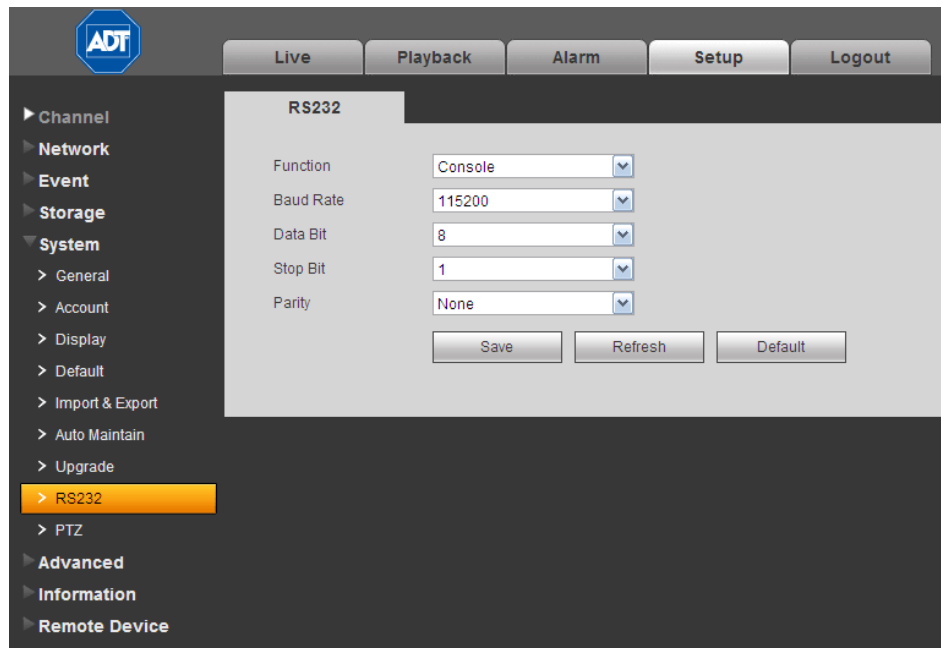 ADT
Live Playback Alarm Setup Logout
Channel
Network
Event
Storage
System
> General
> Account
> Display
> Default
> Import & Export
> Auto Maintain
> Upgrade
> RS232
> PTZ
Advanced
Information
Remote Device
RS232
Function Console
Baud Rate 115200
Data Bit 8
Stop Bit 1
Parity None
Save Refresh Default